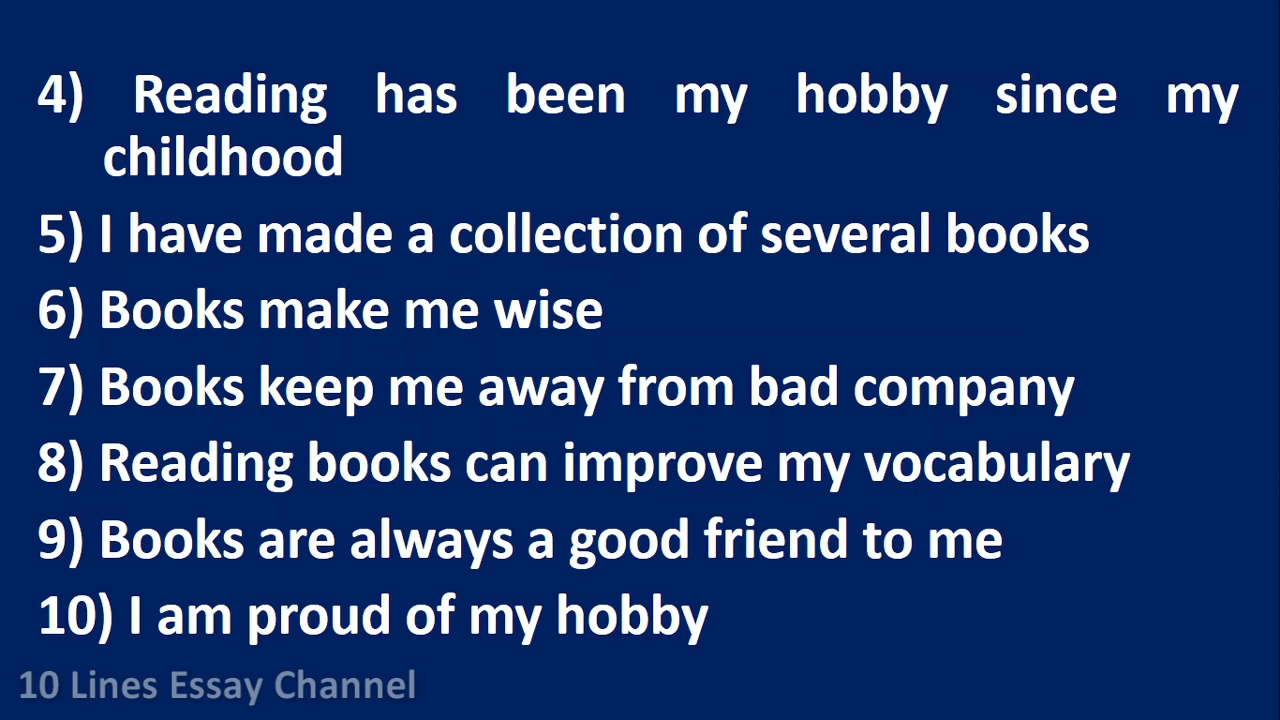 4) Reading has been my hobby since my
childhood
5) I have made a collection of several books
6) Books make me wise
7) Books keep me away from bad company
8) Reading books can improve my vocabulary
9) Books are always a good friend to me
10) I am proud of my hobby
10 Lines Essay Channel